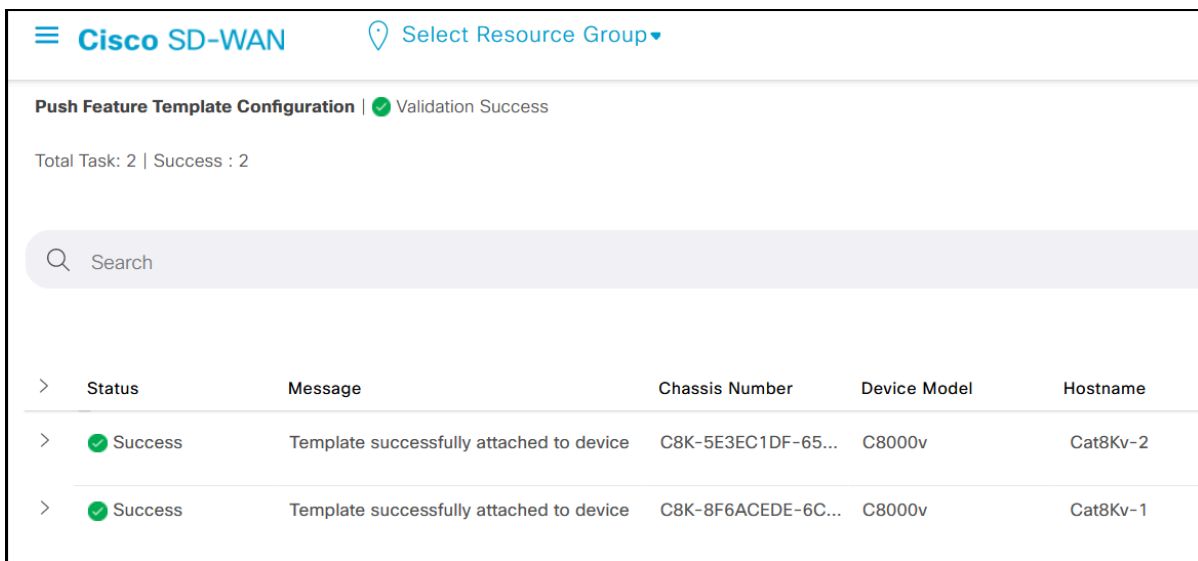 Cisco SD-WAN Select Resource Group
Push Feature Template Configuration | Validation Success
Total Task: 2 | Success : 2
Search
Status Message Chassis Number Device Model Hostname
Success Template successfully attached to device C8K-5E3EC1DF-65... C8000v Cat8Kv-2
Success Template successfully attached to device C8K-8F6ACEDE-6C... C8000v Cat8Kv-1